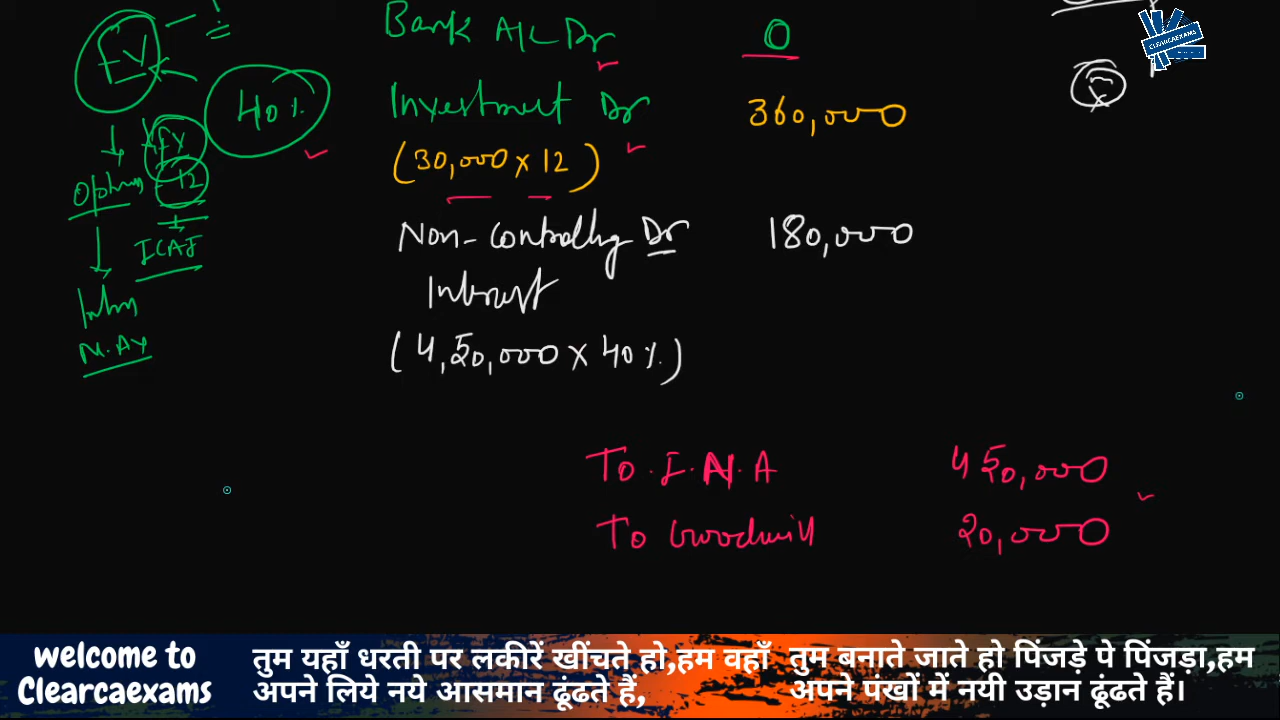 FV
40%
FV
12
ICAI
Bank A/C Dr 0
Investment Dr 360,000
(30,000 x 12)
Non-Controlling Dr 180,000
Interest
(4,50,000 x 40%)
To I.N.A 450,000
To Goodwill 20,000
CLEARCAEXAMS
welcome to
Clearcaexams
तुम यहाँ धरती पर लकीरें खींचते हो,हम वहाँ
अपने लिये नये आसमान ढूंढते हैं,
तुम बनाते जाते हो पिंजड़े पे पिंजड़ा,हम
अपने पंखों में नयी उड़ान ढूंढते हैं।